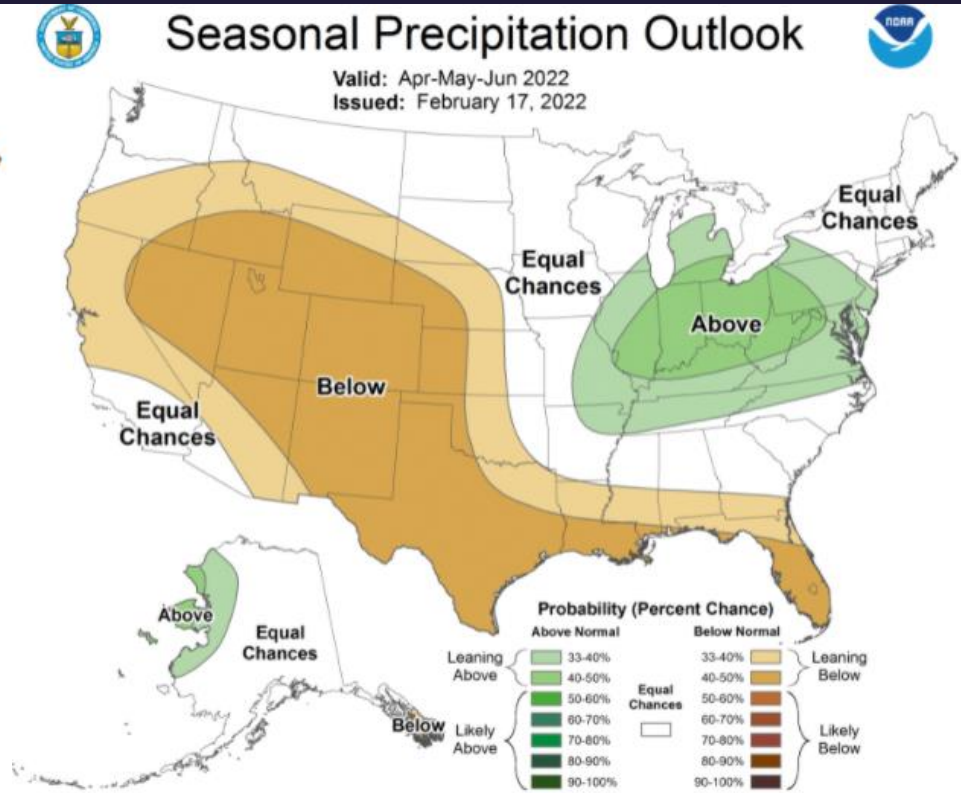 NOAA
Seasonal Precipitation Outlook
Valid: Apr-May-Jun 2022
Issued: February 17, 2022
Equal
Chances
Equal
Chances
Above
Below
Equal
Chances
Above
Equal
Chances
Below
Probability (Percent Chance)
Above Normal
Below Normal
Leaning
Above
33-40%
40-50%
50-60%
60-70%
70-80%
80-90%
90-100%
Likely
Above
Equal
Chances
33-40%
40-50%
50-60%
60-70%
70-80%
80-90%
90-100%
Leaning
Below
Likely
Below